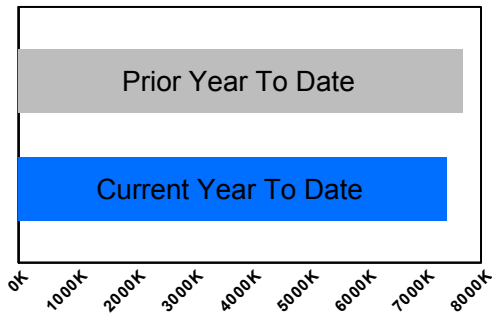 Prior Year To Date
Current Year To Date
0K 1000K 2000K 3000K 4000K 5000K 6000K 7000K 8000K